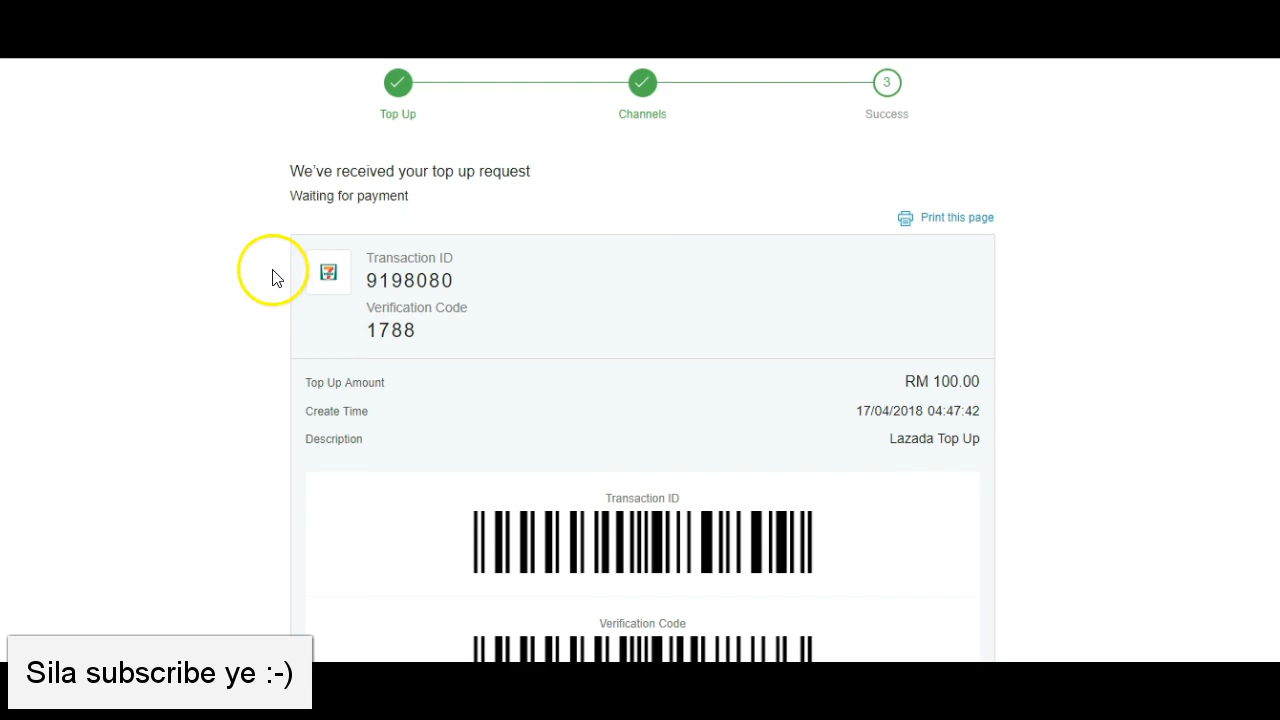 3
Top Up
Channels
Success
We've received your top up request
Waiting for payment
Print this page
Transaction ID
9198080
Verification Code
1788
Top Up Amount
RM 100.00
Create Time
17/04/2018 04:47:42
Description
Lazada Top Up
Transaction ID
Verification Code
Sila subscribe ye :-)